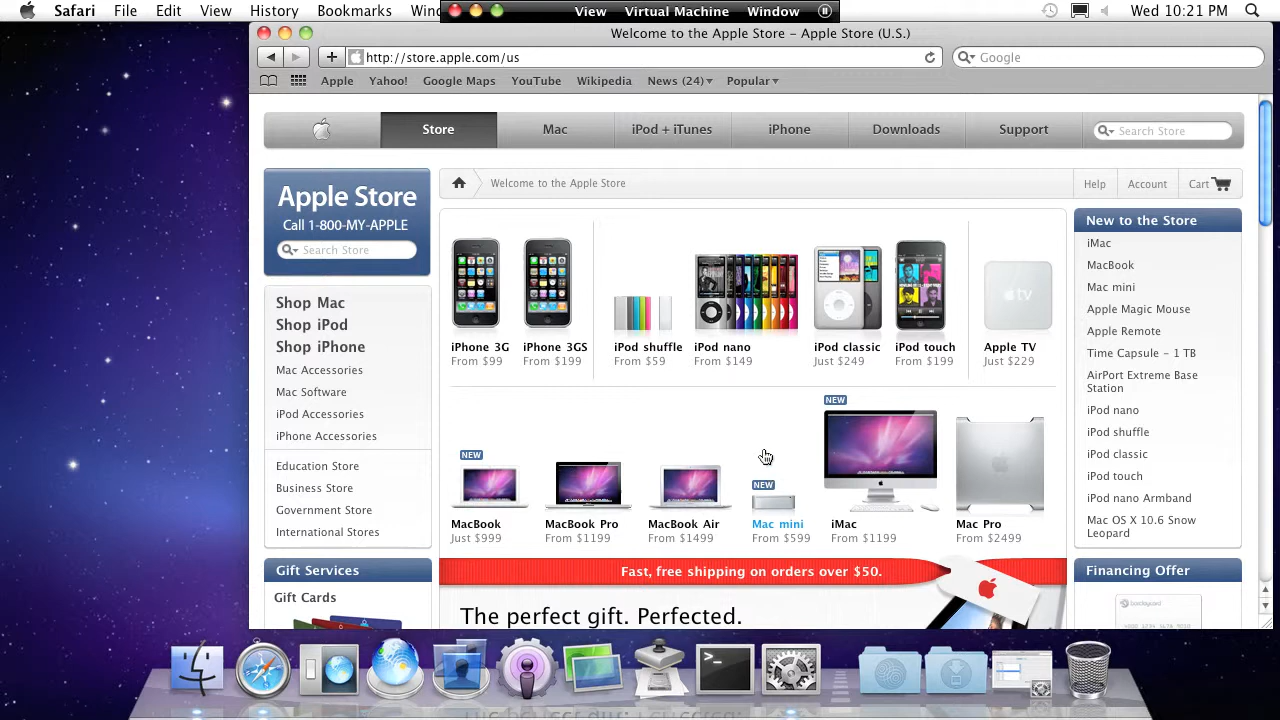 Safari File Edit View History Bookmarks View Virtual Machine Window Wed 10:21 PM
Welcome to the Apple Store – Apple Store (U.S.)
http://store.apple.com/us Google
Apple Yahoo! Google Maps YouTube Wikipedia News (24) Popular
Store Mac iPod + iTunes iPhone Downloads Support Search Store
Apple Store
Call 1-800-MY-APPLE
Search Store
Welcome to the Apple Store Help Account Cart
Shop Mac
Shop iPod
Shop iPhone
Mac Accessories
Mac Software
iPod Accessories
iPhone Accessories
Education Store
Business Store
Government Store
International Stores
Gift Services
Gift Cards
iPhone 3G iPhone 3GS iPod shuffle iPod nano iPod classic iPod touch Apple TV
From $99 From $199 From $59 From $149 Just $249 From $199 Just $229
NEW
NEW
NEW
MacBook MacBook Pro MacBook Air Mac mini iMac Mac Pro
Just $999 From $1199 From $1499 From $599 From $1199 From $2499
Fast, free shipping on orders over $50.
The perfect gift. Perfected.
New to the Store
iMac
MacBook
Mac mini
Apple Magic Mouse
Apple Remote
Time Capsule – 1 TB
AirPort Extreme Base
Station
iPod nano
iPod shuffle
iPod classic
iPod touch
iPod nano Armband
Mac OS X 10.6 Snow
Leopard
Financing Offer